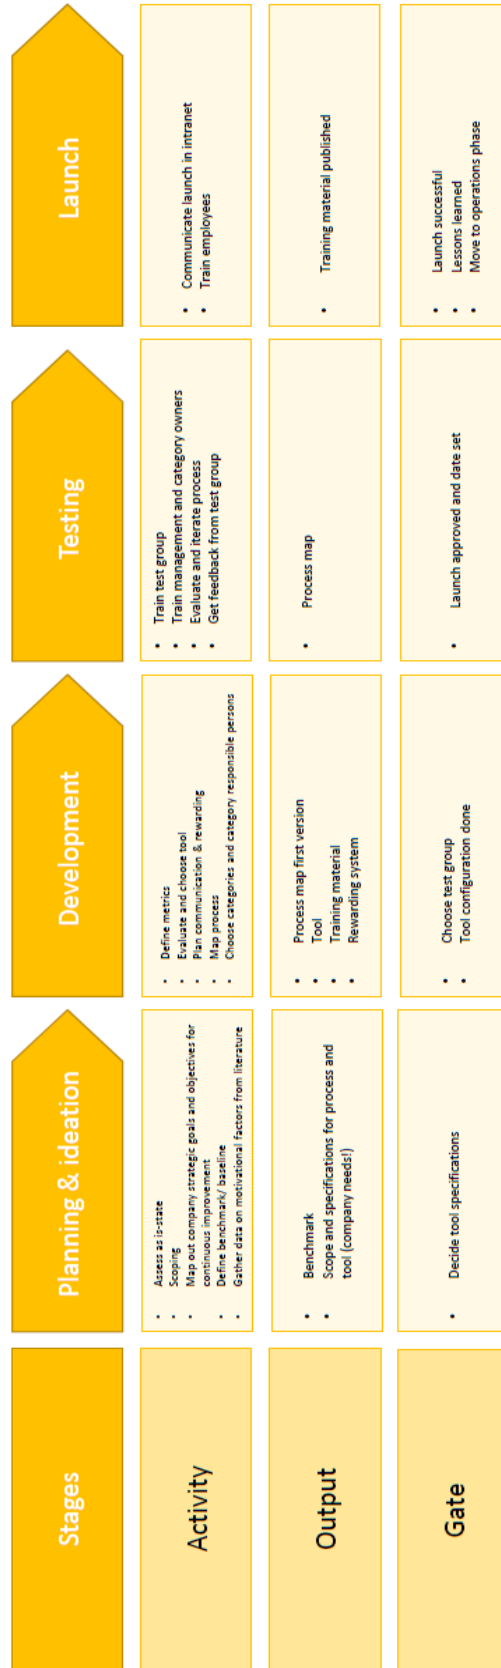 Stages
Planning & ideation
Development
Testing
Launch
Activity
• Assess as is-state
• Scoping
• Map out company strategic goals and objectives for
continuous improvement
• Define benchmark/ baseline
• Gather data on motivational factors from literature
• Define metrics
• Evaluate and choose tool
• Plan communication & rewarding
• Map process
• Choose categories and category responsible persons
• Train test group
• Train management and category owners
• Evaluate and iterate process
• Get feedback from test group
• Communicate launch in intranet
• Train employees
Output
• Benchmark
• Scope and specifications for process and
tool (company needs!)
• Process map first version
• Tool
• Training material
• Rewarding system
• Process map
• Training material published
Gate
• Decide tool specifications
• Choose test group
• Tool configuration done
• Launch approved and date set
• Launch successful
• Lessons learned
• Move to operations phase